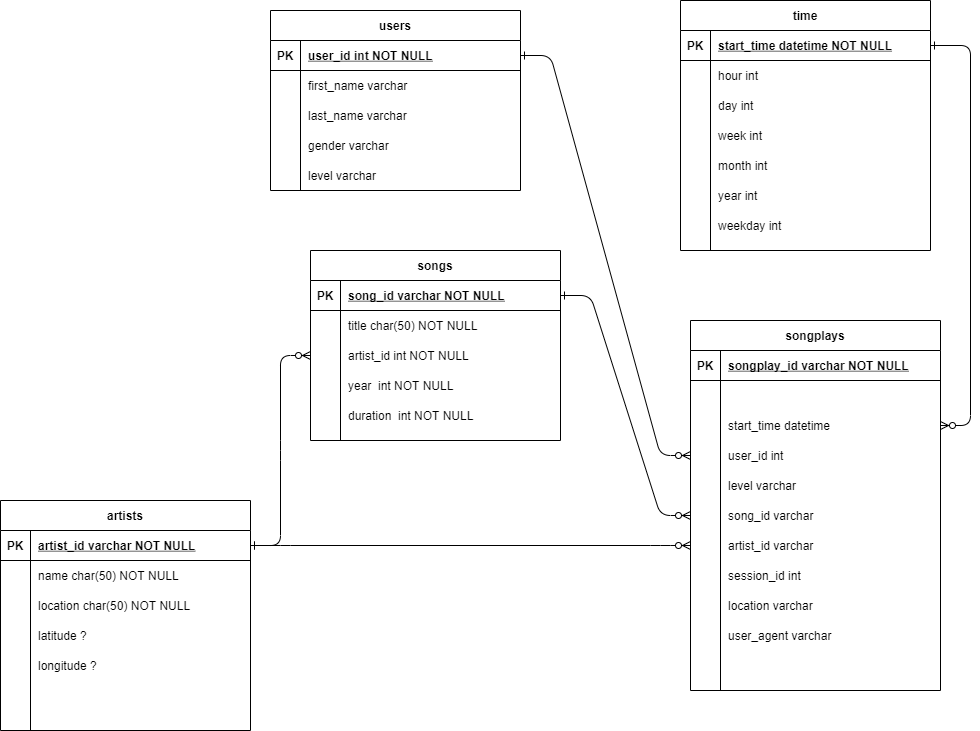 users
PK user_id int NOT NULL
first_name varchar
last_name varchar
gender varchar
level varchar
time
PK start_time datetime NOT NULL
hour int
day int
week int
month int
year int
weekday int
songs
PK song_id varchar NOT NULL
title char(50) NOT NULL
artist_id int NOT NULL
year  int NOT NULL
duration  int NOT NULL
songplays
PK songplay_id varchar NOT NULL
start_time datetime
user_id int
level varchar
song_id varchar
artist_id varchar
session_id int
location varchar
user_agent varchar
artists
PK artist_id varchar NOT NULL
name char(50) NOT NULL
location char(50) NOT NULL
latitude ?
longitude ?